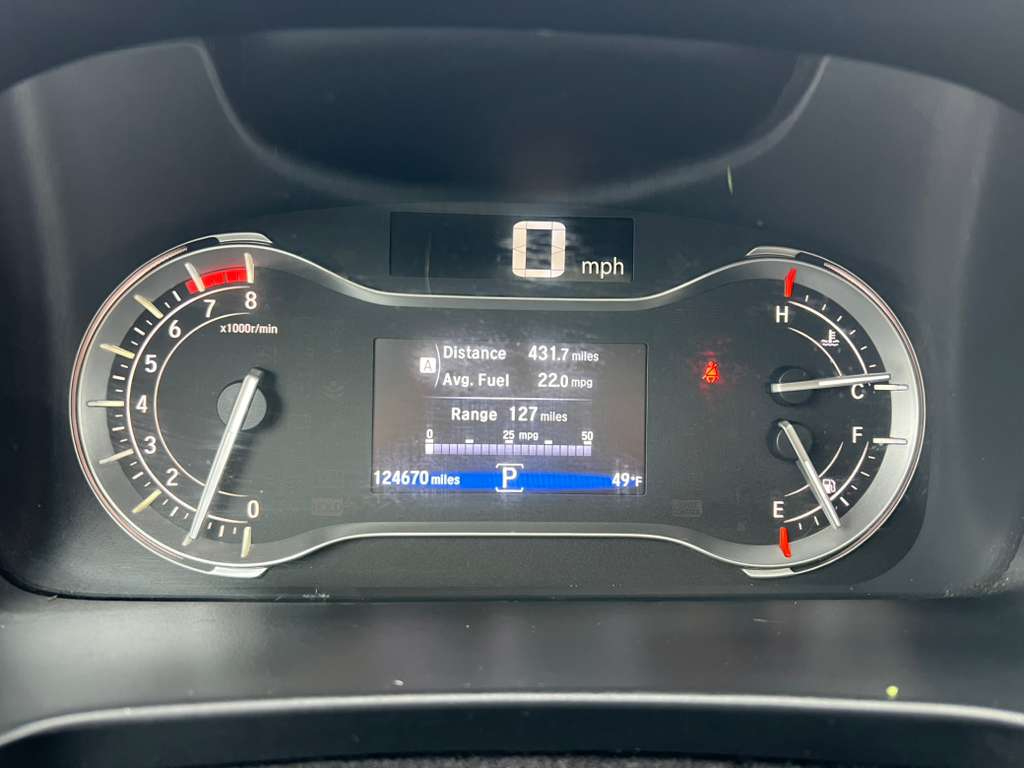 0 mph
8
7
6
5
4
3
2
0
x1000r/min
A Distance 431.7 miles
Avg. Fuel 22.0 mpg
Range 127 miles
0 25 mpg 50
124670 miles P 49°F
H
C
F
E